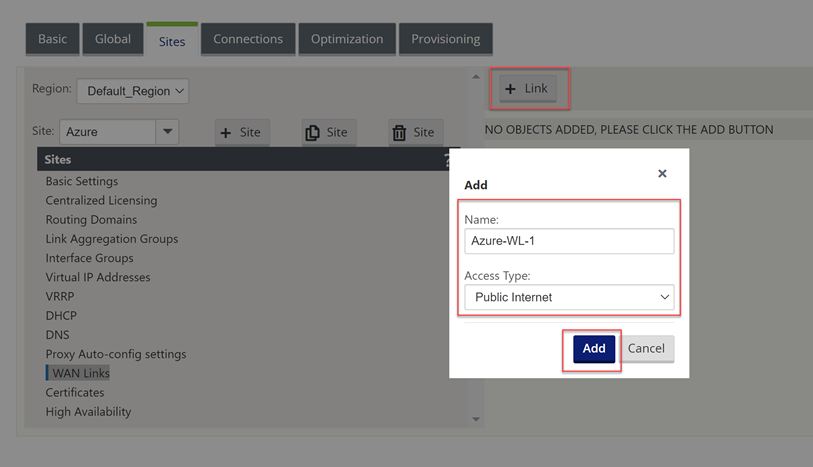 Basic Global Sites Connections Optimization Provisioning
Region: Default_Region
+ Link
Site: Azure + Site Site Site
NO OBJECTS ADDED, PLEASE CLICK THE ADD BUTTON
Sites ?
Basic Settings
Centralized Licensing
Routing Domains
Link Aggregation Groups
Interface Groups
Virtual IP Addresses
VRRP
DHCP
DNS
Proxy Auto-config settings
WAN Links
Certificates
High Availability
Add
Name:
Azure-WL-1
Access Type:
Public Internet
Add Cancel